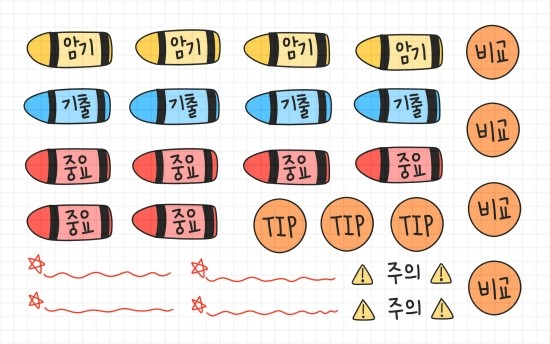 암기 암기 암기 암기 비교
기출 기출 기출 기출
비교
중요 중요 중요 중요
중요 중요 TIP TIP TIP 비교
주의
주의
비교